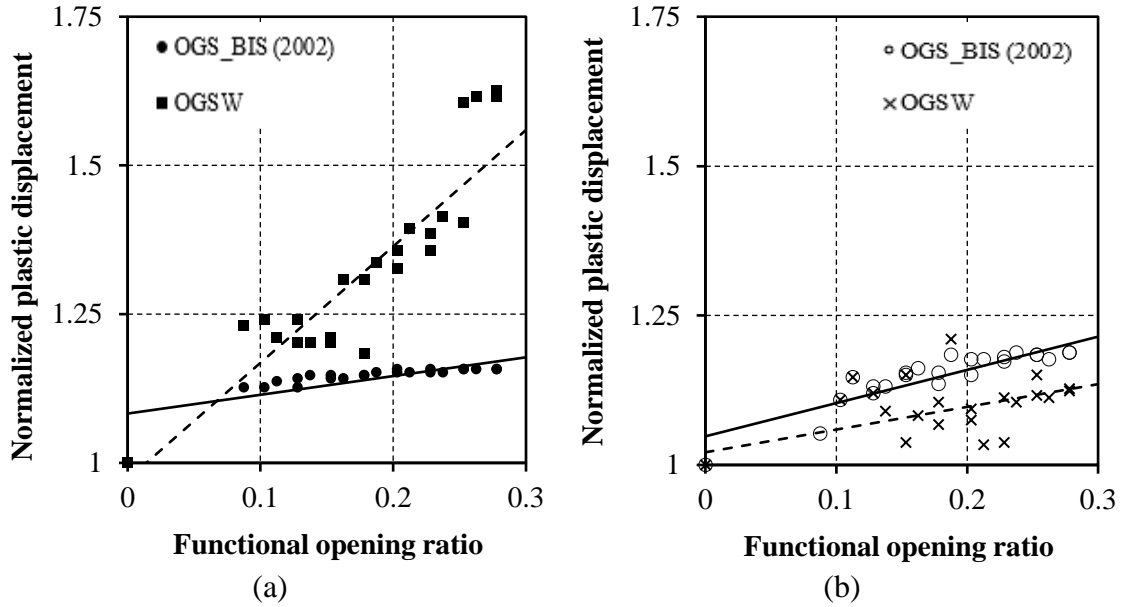 Normalized plastic displacement
1.75
1.5
1.25
1
OGS_BIS (2002)
OGSW
0
0.1
0.2
0.3
Functional opening ratio
(a)
Normalized plastic displacement
1.75
1.5
1.25
1
OGS_BIS (2002)
OGSW
0
0.1
0.2
0.3
Functional opening ratio
(b)